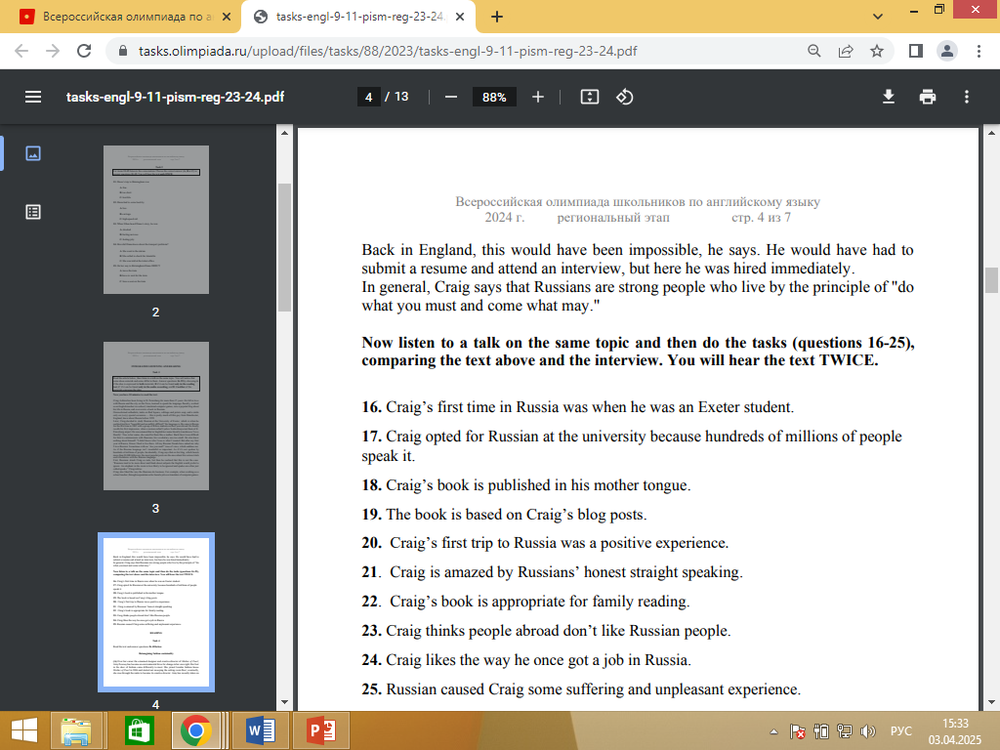 Всероссийская олимпиада по а
tasks-engl-9-11-pism-reg-23-24.
tasks.olimpiada.ru/upload/files/tasks/88/2023/tasks-engl-9-11-pism-reg-23-24.pdf
tasks-engl-9-11-pism-reg-23-24.pdf
4 / 13
88%
2
3
4
Всероссийская олимпиада школьников по английскому языку
2024 г. региональный этап стр. 4 из 7
Back in England, this would have been impossible, he says. He would have had to
submit a resume and attend an interview, but here he was hired immediately.
In general, Craig says that Russians are strong people who live by the principle of "do
what you must and come what may."
Now listen to a talk on the same topic and then do the tasks (questions 16-25),
comparing the text above and the interview. You will hear the text TWICE.
16. Craig’s first time in Russia was when he was an Exeter student.
17. Craig opted for Russian at the university because hundreds of millions of people
speak it.
18. Craig’s book is published in his mother tongue.
19. The book is based on Craig’s blog posts.
20. Craig’s first trip to Russia was a positive experience.
21. Craig is amazed by Russians’ honest straight speaking.
22. Craig’s book is appropriate for family reading.
23. Craig thinks people abroad don’t like Russian people.
24. Craig likes the way he once got a job in Russia.
25. Russian caused Craig some suffering and unpleasant experience.
РУС
15:33
03.04.2025